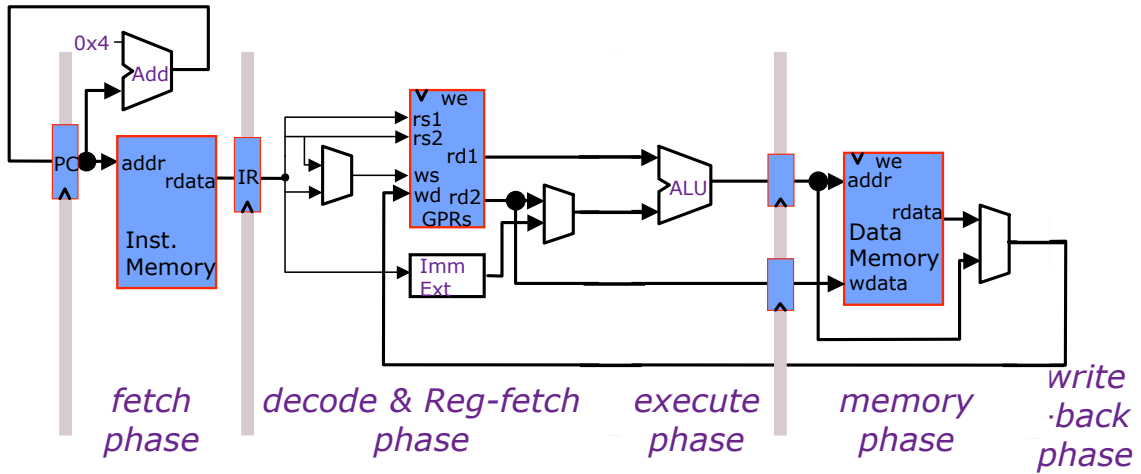 0x4
Add
PC
addr
rdata
Inst.
Memory
IR
we
rs1
rs2
rd1
ws
wd
rd2
GPRs
Imm
Ext
ALU
we
addr
rdata
Data
Memory
wdata
fetch
phase
decode & Reg-fetch
phase
execute
phase
memory
phase
write
-back
phase